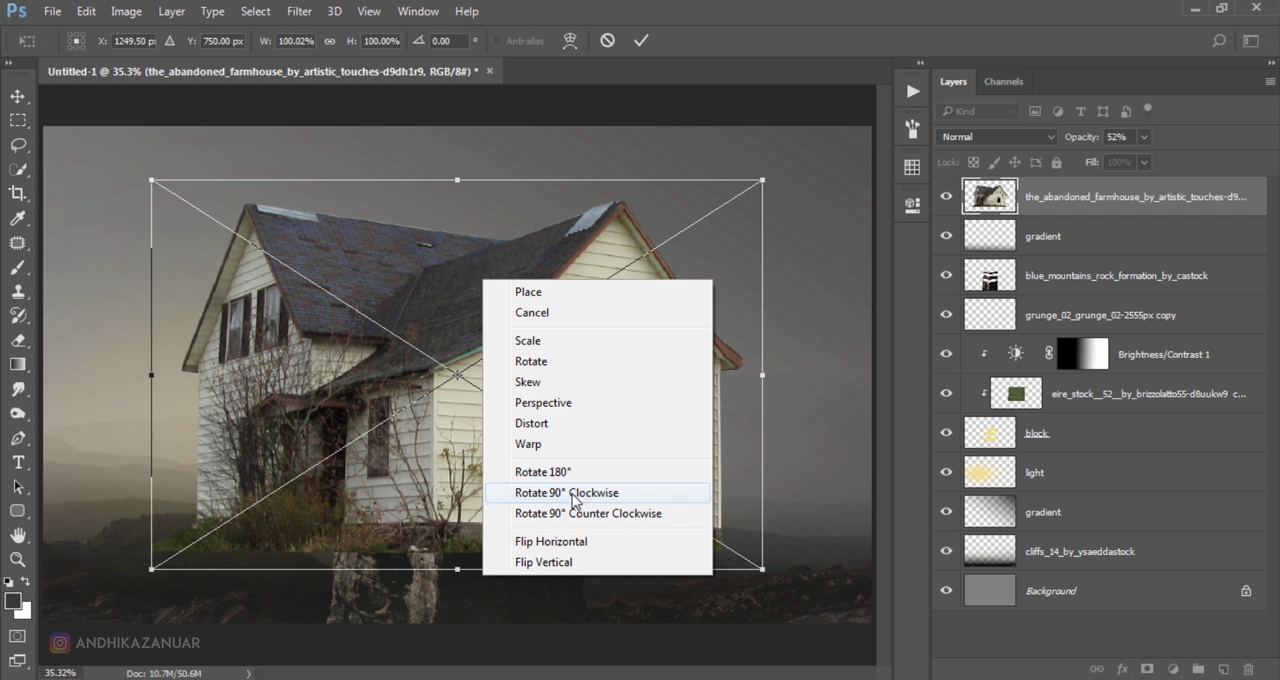 Ps File Edit Image Layer Type Select Filter 3D View Window Help
X: 1249.50 p Y: 750.00 px W: 100.02% H: 100.00% 0.00 ° Anti-alias
Untitled-1 @ 35.3% (the_abandoned_farmhouse_by_artistic_touches-d9dh1r9, RGB/8#) * ×
Place
Cancel
Scale
Rotate
Skew
Perspective
Distort
Warp
Rotate 180°
Rotate 90° Clockwise
Rotate 90° Counter Clockwise
Flip Horizontal
Flip Vertical
ANDHIKAZANUAR
35.32% Doc: 10.7M/50.6M
Layers Channels
Kind
Normal Opacity: 52%
Lock: Fill: 100%
the_abandoned_farmhouse_by_artistic_touches-d9...
gradient
blue_mountains_rock_formation_by_castock
grunge_02_grunge_02-2555px copy
Brightness/Contrast 1
eire_stock__52__by_brizzolatto55-d8uukw9 c...
block
light
gradient
cliffs_14_by_ysaeddastock
Background